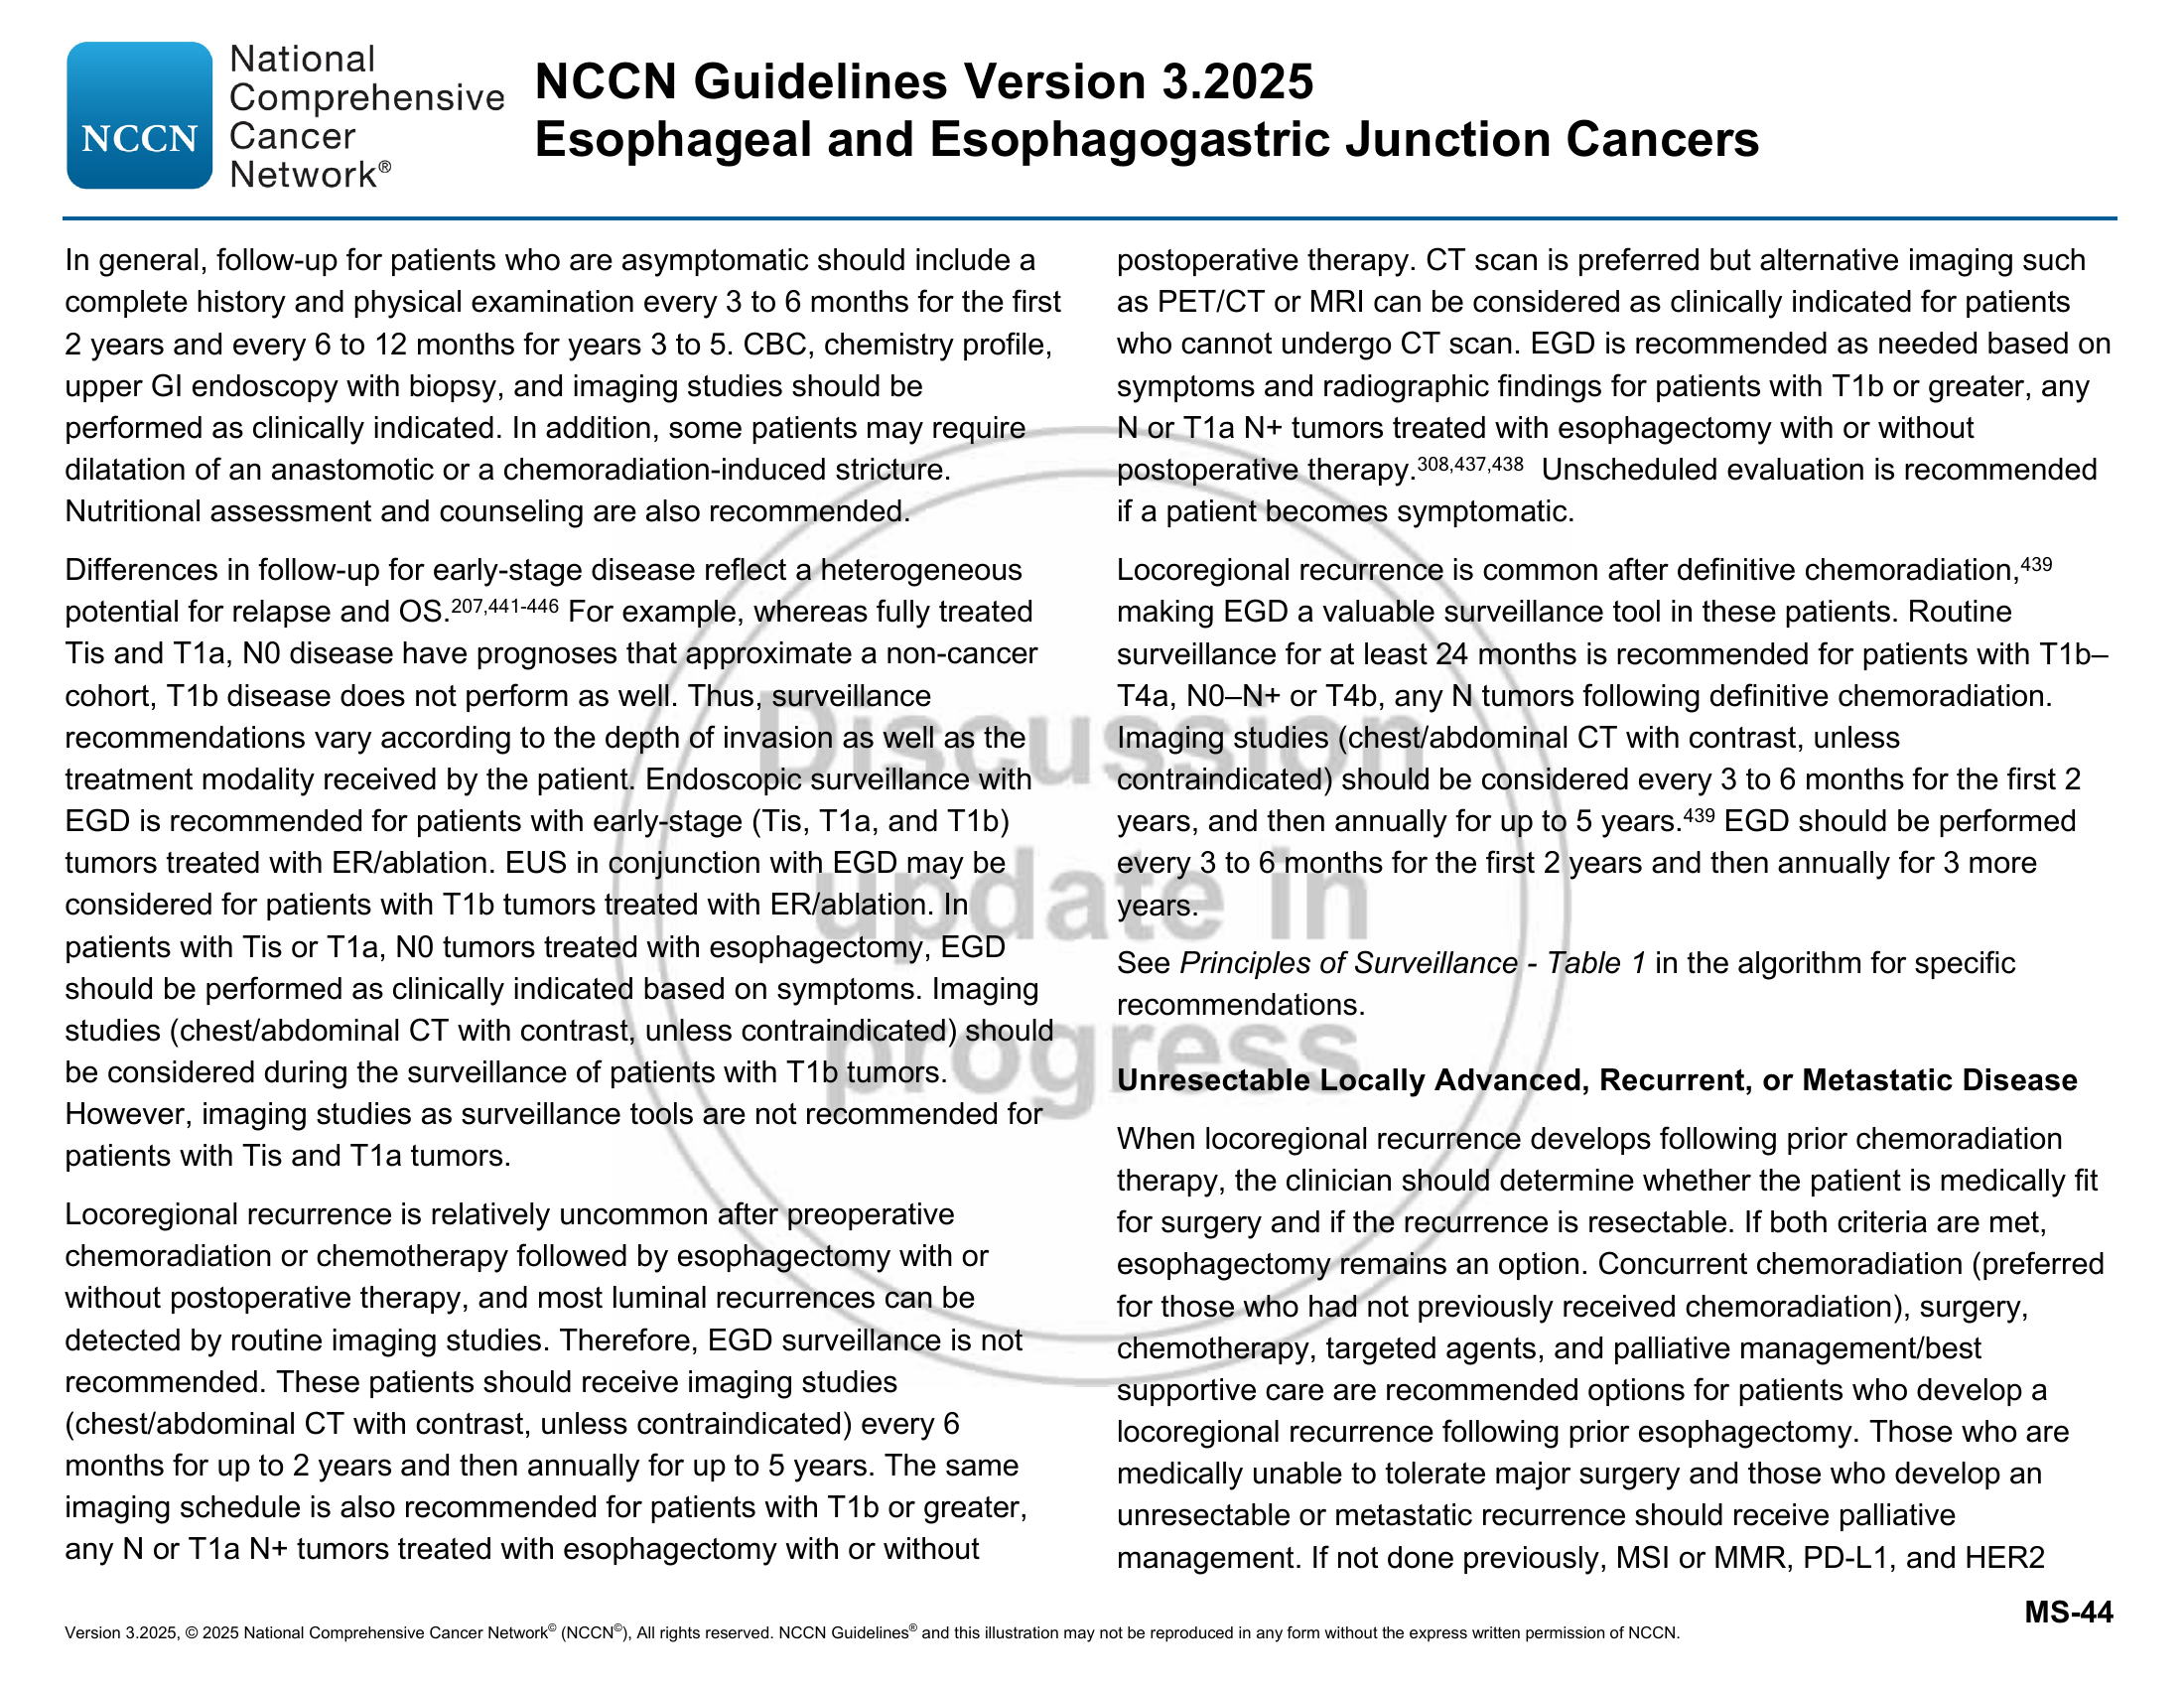 NCCN
National
Comprehensive
Cancer
Network®
NCCN Guidelines Version 3.2025
Esophageal and Esophagogastric Junction Cancers
In general, follow-up for patients who are asymptomatic should include a
complete history and physical examination every 3 to 6 months for the first
2 years and every 6 to 12 months for years 3 to 5. CBC, chemistry profile,
upper GI endoscopy with biopsy, and imaging studies should be
performed as clinically indicated. In addition, some patients may require
dilatation of an anastomotic or a chemoradiation-induced stricture.
Nutritional assessment and counseling are also recommended.
Differences in follow-up for early-stage disease reflect a heterogeneous
potential for relapse and OS.207,441-446 For example, whereas fully treated
Tis and T1a, N0 disease have prognoses that approximate a non-cancer
cohort, T1b disease does not perform as well. Thus, surveillance
recommendations vary according to the depth of invasion as well as the
treatment modality received by the patient. Endoscopic surveillance with
EGD is recommended for patients with early-stage (Tis, T1a, and T1b)
tumors treated with ER/ablation. EUS in conjunction with EGD may be
considered for patients with T1b tumors treated with ER/ablation. In
patients with Tis or T1a, N0 tumors treated with esophagectomy, EGD
should be performed as clinically indicated based on symptoms. Imaging
studies (chest/abdominal CT with contrast, unless contraindicated) should
be considered during the surveillance of patients with T1b tumors.
However, imaging studies as surveillance tools are not recommended for
patients with Tis and T1a tumors.
Locoregional recurrence is relatively uncommon after preoperative
chemoradiation or chemotherapy followed by esophagectomy with or
without postoperative therapy, and most luminal recurrences can be
detected by routine imaging studies. Therefore, EGD surveillance is not
recommended. These patients should receive imaging studies
(chest/abdominal CT with contrast, unless contraindicated) every 6
months for up to 2 years and then annually for up to 5 years. The same
imaging schedule is also recommended for patients with T1b or greater,
any N or T1a N+ tumors treated with esophagectomy with or without
postoperative therapy. CT scan is preferred but alternative imaging such
as PET/CT or MRI can be considered as clinically indicated for patients
who cannot undergo CT scan. EGD is recommended as needed based on
symptoms and radiographic findings for patients with T1b or greater, any
N or T1a N+ tumors treated with esophagectomy with or without
postoperative therapy.308,437,438 Unscheduled evaluation is recommended
if a patient becomes symptomatic.
Locoregional recurrence is common after definitive chemoradiation,439
making EGD a valuable surveillance tool in these patients. Routine
surveillance for at least 24 months is recommended for patients with T1b–
T4a, N0–N+ or T4b, any N tumors following definitive chemoradiation.
Imaging studies (chest/abdominal CT with contrast, unless
contraindicated) should be considered every 3 to 6 months for the first 2
years, and then annually for up to 5 years.439 EGD should be performed
every 3 to 6 months for the first 2 years and then annually for 3 more
years.
See Principles of Surveillance - Table 1 in the algorithm for specific
recommendations.
Unresectable Locally Advanced, Recurrent, or Metastatic Disease
When locoregional recurrence develops following prior chemoradiation
therapy, the clinician should determine whether the patient is medically fit
for surgery and if the recurrence is resectable. If both criteria are met,
esophagectomy remains an option. Concurrent chemoradiation (preferred
for those who had not previously received chemoradiation), surgery,
chemotherapy, targeted agents, and palliative management/best
supportive care are recommended options for patients who develop a
locoregional recurrence following prior esophagectomy. Those who are
medically unable to tolerate major surgery and those who develop an
unresectable or metastatic recurrence should receive palliative
management. If not done previously, MSI or MMR, PD-L1, and HER2
Discussion
update in
progress
MS-44
Version 3.2025, © 2025 National Comprehensive Cancer Network© (NCCN©), All rights reserved. NCCN Guidelines® and this illustration may not be reproduced in any form without the express written permission of NCCN.